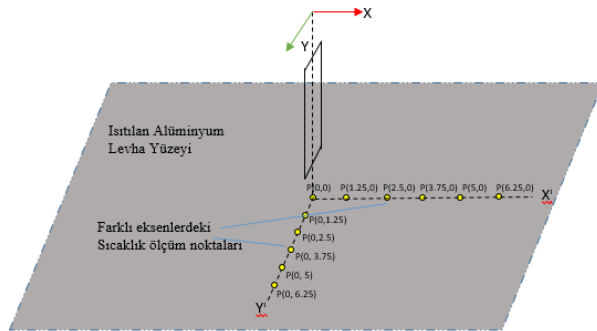 X
Y
Isıtılan Alüminyum
Levha Yüzeyi
P(0,0)
P(1.25,0)
P(2.5,0)
P(3.75,0)
P(5,0)
P(6.25,0)
X'
Farklı eksenlerdeki
Sıcaklık ölçüm noktaları
P(0,1.25)
P(0,2.5)
P(0, 3.75)
P(0, 5)
P(0, 6.25)
Y'